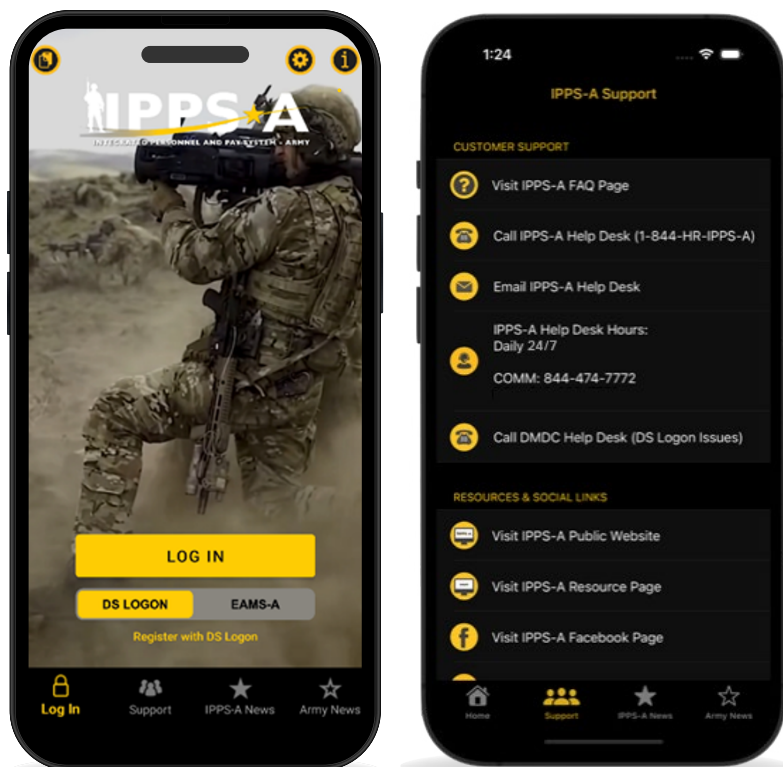 IPPS-A
INTEGRATED PERSONNEL AND PAY SYSTEM - ARMY
LOG IN
DS LOGON EAMS-A
Register with DS Logon
Log In Support IPPS-A News Army News
1:24
IPPS-A Support
CUSTOMER SUPPORT
Visit IPPS-A FAQ Page
Call IPPS-A Help Desk (1-844-HR-IPPS-A)
Email IPPS-A Help Desk
IPPS-A Help Desk Hours:
Daily 24/7
COMM: 844-474-7772
Call DMDC Help Desk (DS Logon Issues)
RESOURCES & SOCIAL LINKS
Visit IPPS-A Public Website
Visit IPPS-A Resource Page
Visit IPPS-A Facebook Page
Home Support IPPS-A News Army News